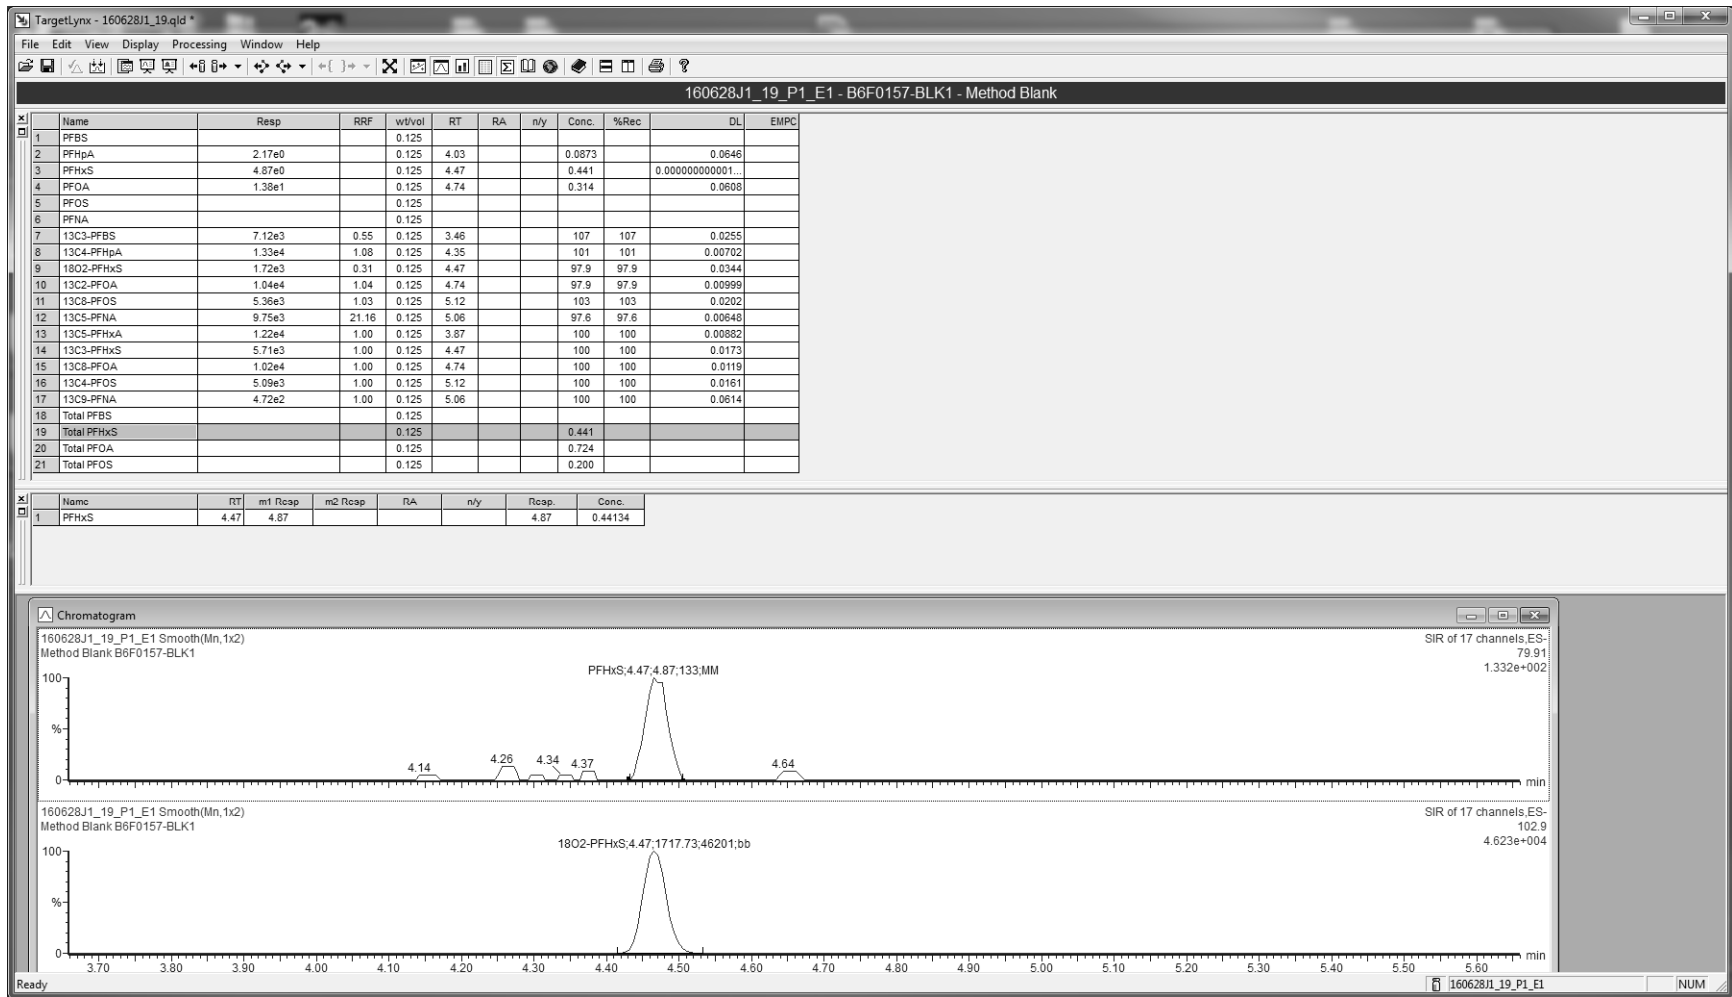 TargetLynx - 160628J1_19.qld *
File Edit View Display Processing Window Help
160628J1_19_P1_E1 - B6F0157-BLK1 - Method Blank
Name Resp RRF wt/vol RT RA n/y Conc. %Rec DL EMPC
1 PFBS 0.125
2 PFHpA 2.17e0 0.125 4.03 0.0873 0.0646
3 PFHxS 4.87e0 0.125 4.47 0.441 0.000000000001...
4 PFOA 1.38e1 0.125 4.74 0.314 0.0608
5 PFOS 0.125
6 PFNA 0.125
7 13C3-PFBS 7.12e3 0.55 0.125 3.46 107 107 0.0255
8 13C4-PFHpA 1.33e4 1.08 0.125 4.35 101 101 0.00702
9 18O2-PFHxS 1.72e3 0.31 0.125 4.47 97.9 97.9 0.0344
10 13C2-PFOA 1.04e4 1.04 0.125 4.74 97.9 97.9 0.00999
11 13C8-PFOS 5.36e3 1.03 0.125 5.12 103 103 0.0202
12 13C5-PFNA 9.75e3 21.16 0.125 5.06 97.6 97.6 0.00648
13 13C5-PFHxA 1.22e4 1.00 0.125 3.87 100 100 0.00882
14 13C3-PFHxS 5.71e3 1.00 0.125 4.47 100 100 0.0173
15 13C8-PFOA 1.02e4 1.00 0.125 4.74 100 100 0.0119
16 13C4-PFOS 5.09e3 1.00 0.125 5.12 100 100 0.0161
17 13C9-PFNA 4.72e2 1.00 0.125 5.06 100 100 0.0614
18 Total PFBS 0.125
19 Total PFHxS 0.125 0.441
20 Total PFOA 0.125 0.724
21 Total PFOS 0.125 0.200
Name RT m1 Resp m2 Resp RA n/y Resp. Conc.
1 PFHxS 4.47 4.87 4.87 0.44134
Chromatogram
160628J1_19_P1_E1 Smooth(Mn,1x2) SIR of 17 channels,ES-
Method Blank B6F0157-BLK1 79.91
1.332e+002
PFHxS;4.47;4.87;133;MM
100
%
0
4.14 4.26 4.34 4.37 4.64
min
160628J1_19_P1_E1 Smooth(Mn,1x2) SIR of 17 channels,ES-
Method Blank B6F0157-BLK1 102.9
4.623e+004
18O2-PFHxS;4.47;1717.73;46201;bb
100
%
0
min
3.70 3.80 3.90 4.00 4.10 4.20 4.30 4.40 4.50 4.60 4.70 4.80 4.90 5.00 5.10 5.20 5.30 5.40 5.50 5.60
Ready 160628J1_19_P1_E1 NUM